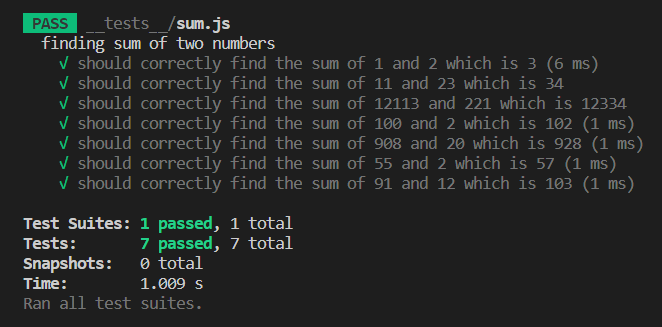 PASS __tests__/sum.js
finding sum of two numbers
√ should correctly find the sum of 1 and 2 which is 3 (6 ms)
√ should correctly find the sum of 11 and 23 which is 34
√ should correctly find the sum of 12113 and 221 which is 12334
√ should correctly find the sum of 100 and 2 which is 102 (1 ms)
√ should correctly find the sum of 908 and 20 which is 928 (1 ms)
√ should correctly find the sum of 55 and 2 which is 57 (1 ms)
√ should correctly find the sum of 91 and 12 which is 103 (1 ms)
Test Suites: 1 passed, 1 total
Tests: 7 passed, 7 total
Snapshots: 0 total
Time: 1.009 s
Ran all test suites.